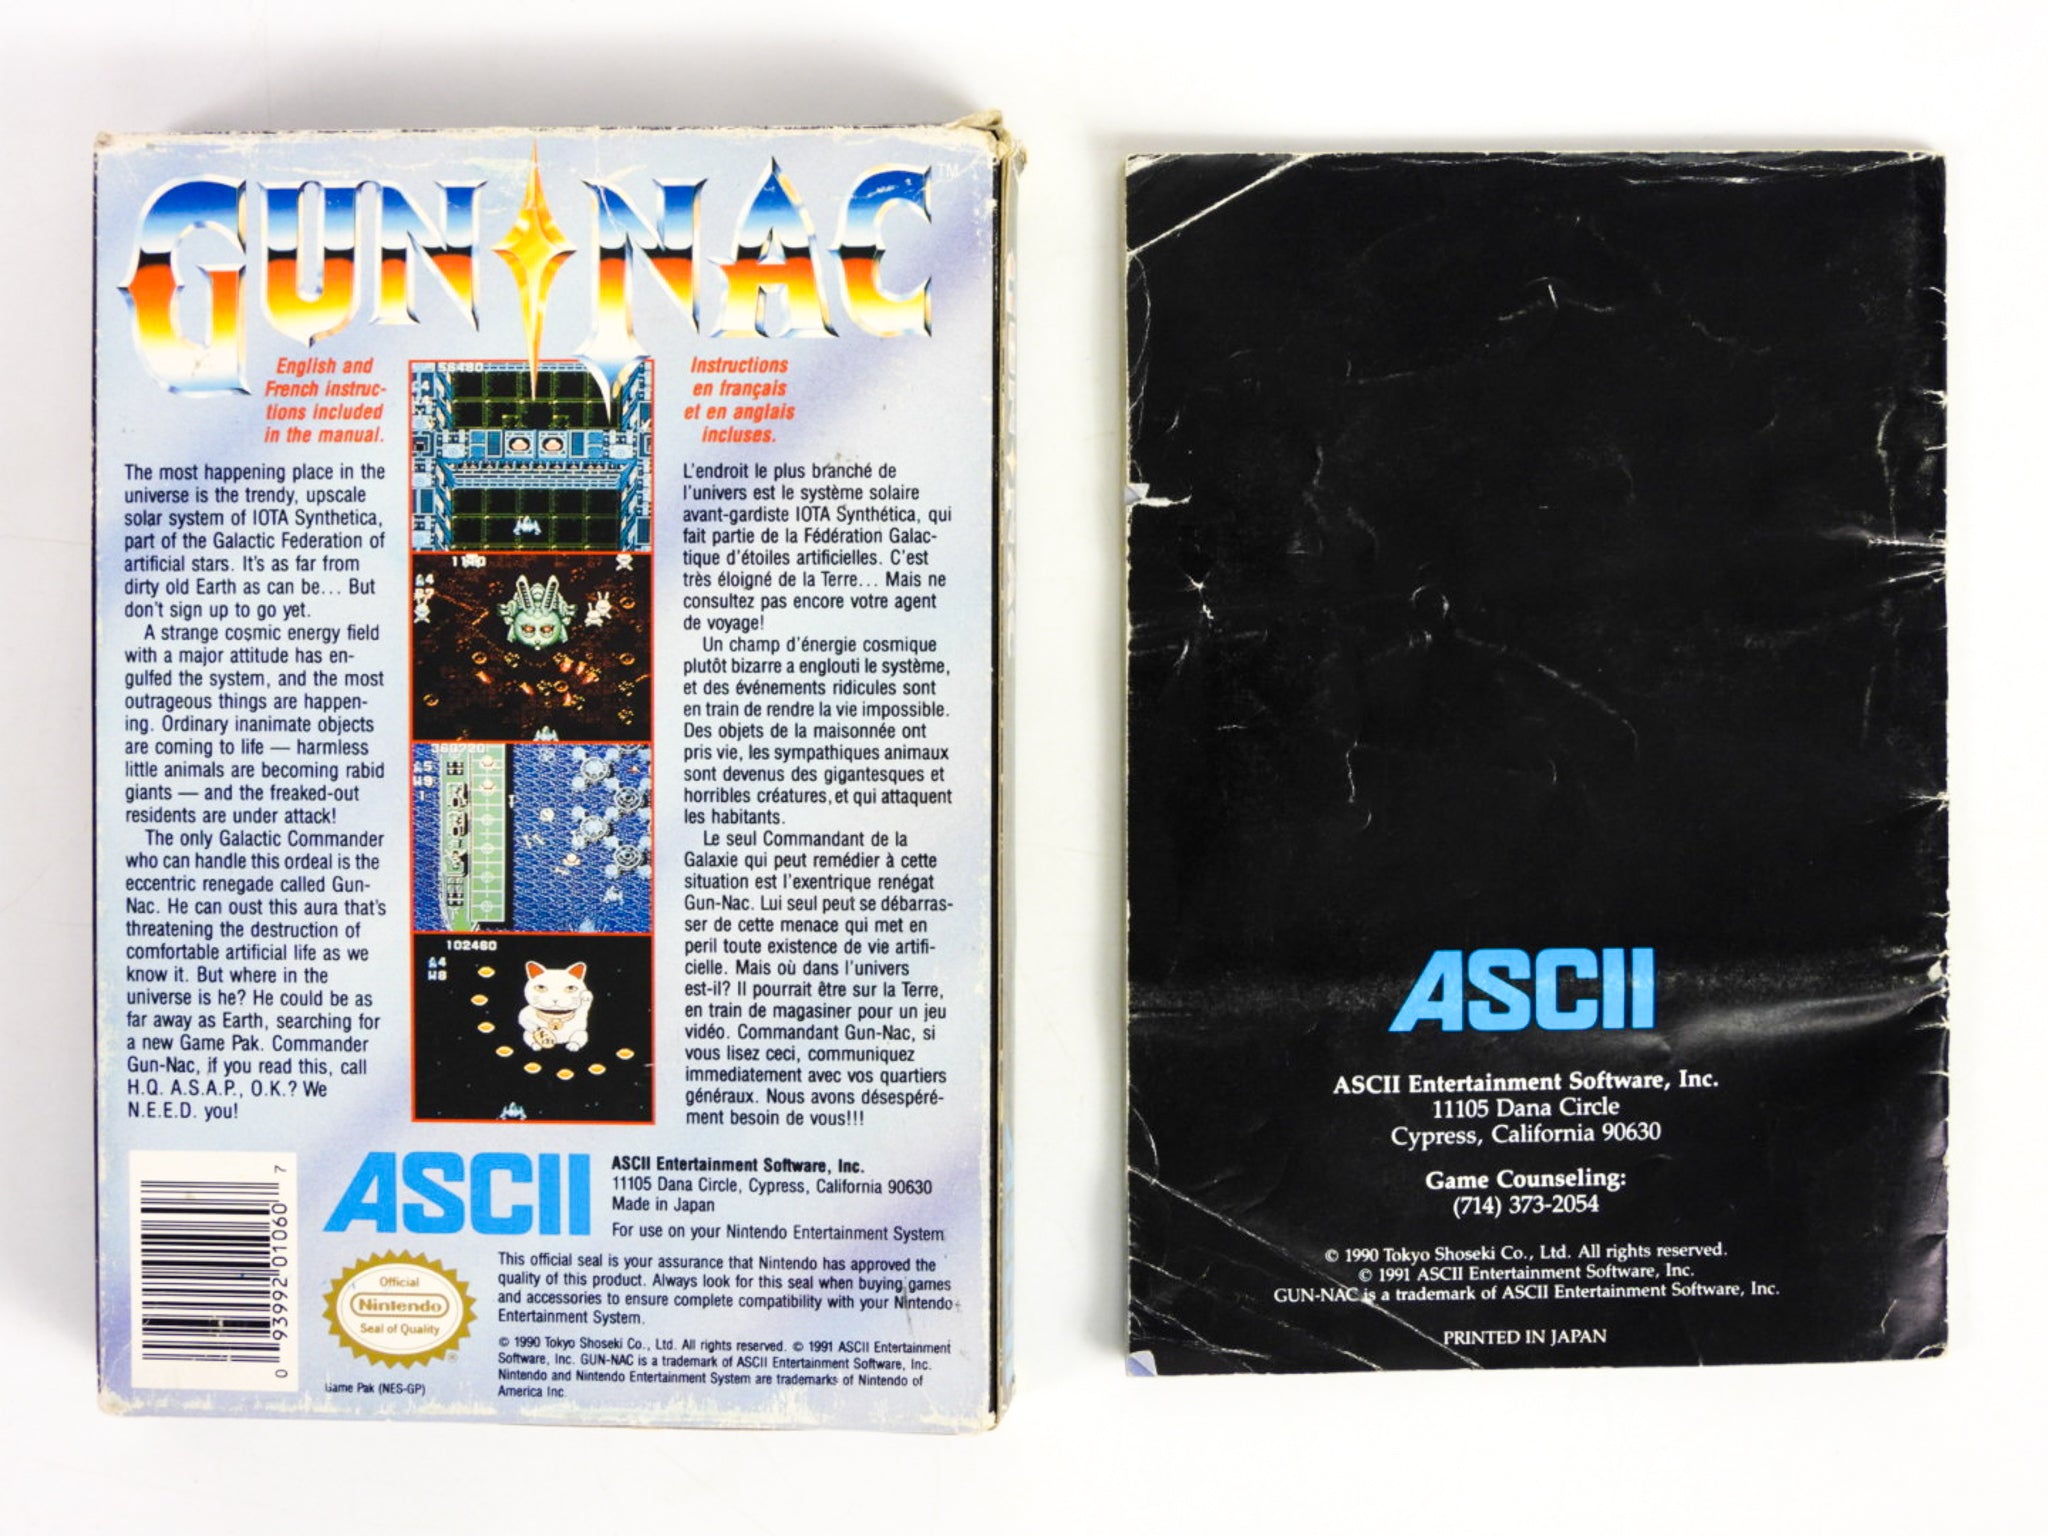 GUN NAC™
English and
French instruc-
tions included
in the manual.
The most happening place in the
universe is the trendy, upscale
solar system of IOTA Synthetica,
part of the Galactic Federation of
artificial stars. It's as far from
dirty old Earth as can be... But
don't sign up to go yet.
A strange cosmic energy field
with a major attitude has en-
gulfed the system, and the most
outrageous things are happen-
ing. Ordinary inanimate objects
are coming to life — harmless
little animals are becoming rabid
giants — and the freaked-out
residents are under attack!
The only Galactic Commander
who can handle this ordeal is the
eccentric renegade called Gun-
Nac. He can oust this aura that's
threatening the destruction of
comfortable artificial life as we
know it. But where in the
universe is he? He could be as
far away as Earth, searching for
a new Game Pak. Commander
Gun-Nac, if you read this, call
H.Q. A.S.A.P., O.K.? We
N.E.E.D. you!
56480
1140
102460
Instructions
en français
et en anglais
incluses.
L'endroit le plus branché de
l'univers est le système solaire
avant-gardiste IOTA Synthética, qui
fait partie de la Fédération Galac-
tique d'étoiles artificielles. C'est
très éloigné de la Terre... Mais ne
consultez pas encore votre agent
de voyage!
Un champ d'énergie cosmique
plutôt bizarre a englouti le système,
et des événements ridicules sont
en train de rendre la vie impossible.
Des objets de la maisonnée ont
pris vie, les sympathiques animaux
sont devenus des gigantesques et
horribles créatures, et qui attaquent
les habitants.
Le seul Commandant de la
Galaxie qui peut remédier à cette
situation est l'exentrique renégat
Gun-Nac. Lui seul peut se débarras-
ser de cette menace qui met en
peril toute existence de vie artifi-
cielle. Mais où dans l'univers
est-il? Il pourrait être sur la Terre,
en train de magasiner pour un jeu
vidéo. Commandant Gun-Nac, si
vous lisez ceci, communiquez
immediatement avec vos quartiers
généraux. Nous avons désespéré-
ment besoin de vous!!!
0 93992 01060 7
ASCII
ASCII Entertainment Software, Inc.
11105 Dana Circle, Cypress, California 90630
Made in Japan
For use on your Nintendo Entertainment System
Official
Nintendo
Seal of Quality
®
This official seal is your assurance that Nintendo has approved the
quality of this product. Always look for this seal when buying games
and accessories to ensure complete compatibility with your Nintendo
Entertainment System.
© 1990 Tokyo Shoseki Co., Ltd. All rights reserved. © 1991 ASCII Entertainment
Software, Inc. GUN-NAC is a trademark of ASCII Entertainment Software, Inc.
Nintendo and Nintendo Entertainment System are trademarks of Nintendo of
America Inc.
Game Pak (NES-GP)
ASCII
ASCII Entertainment Software, Inc.
11105 Dana Circle
Cypress, California 90630
Game Counseling:
(714) 373-2054
© 1990 Tokyo Shoseki Co., Ltd. All rights reserved.
© 1991 ASCII Entertainment Software, Inc.
GUN-NAC is a trademark of ASCII Entertainment Software, Inc.
PRINTED IN JAPAN